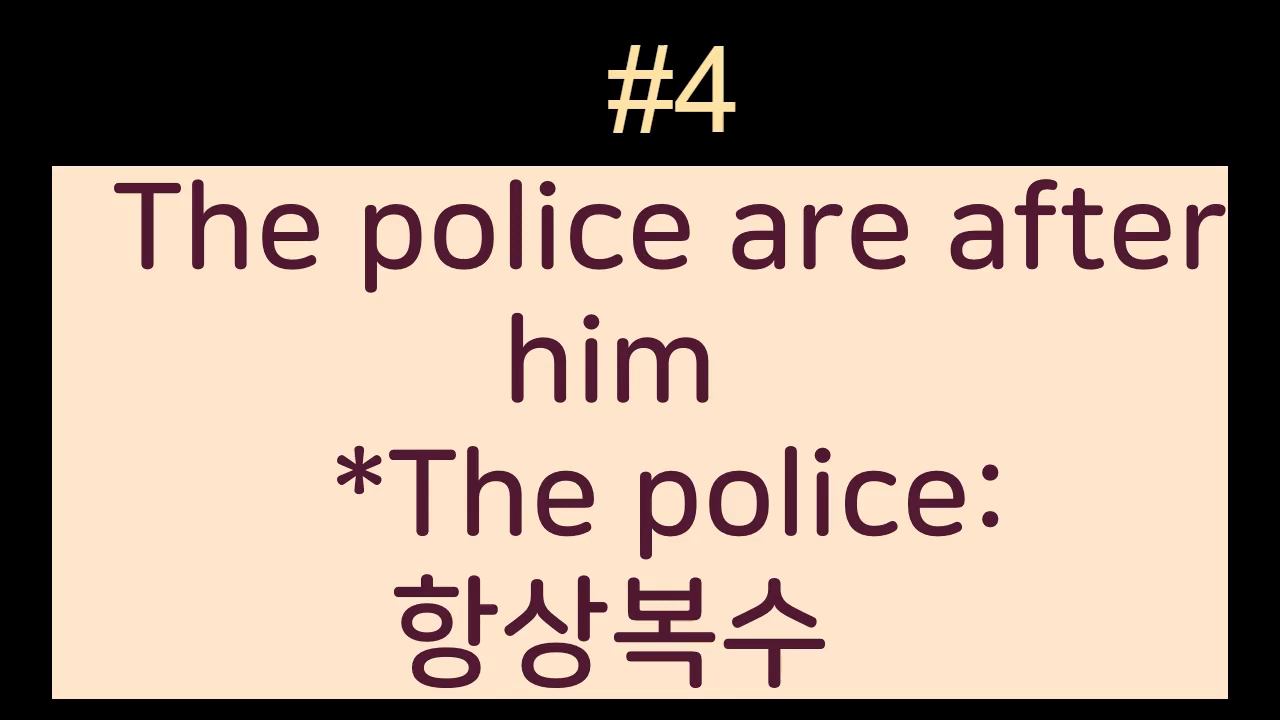 #4
The police are after
him
*The police:
항상복수